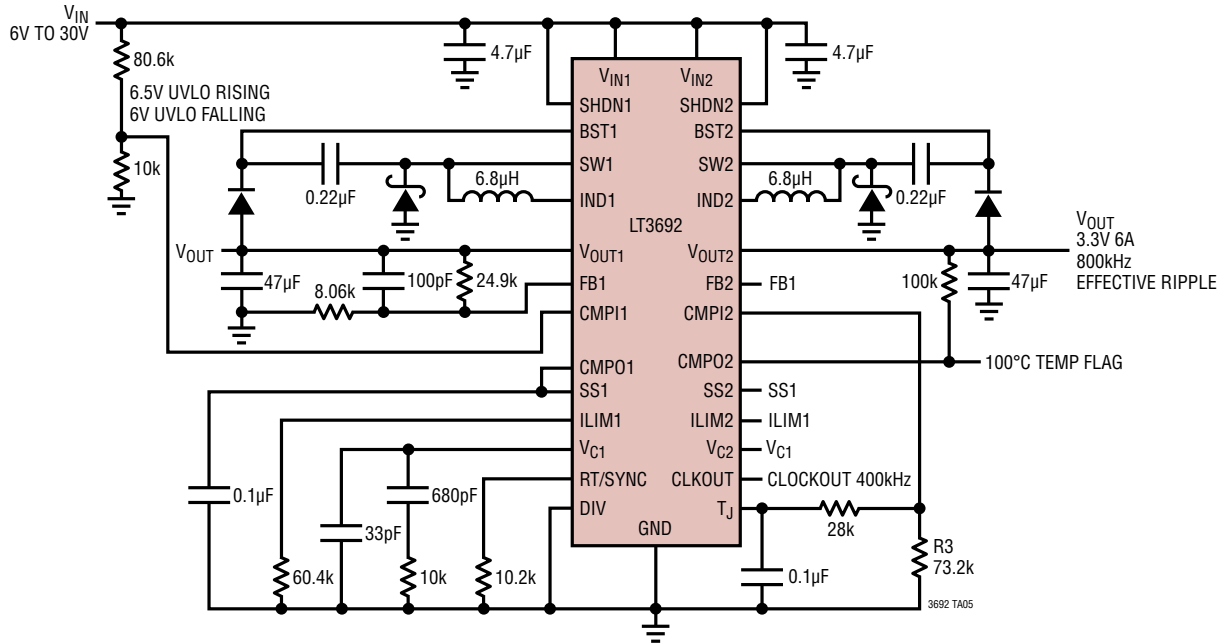 VIN
6V TO 30V
80.6k
6.5V UVLO RISING
6V UVLO FALLING
10k
4.7µF
4.7µF
VIN1
VIN2
SHDN1
SHDN2
BST1
BST2
SW1
SW2
0.22µF
6.8µH
6.8µH
0.22µF
IND1
IND2
LT3692
VOUT
VOUT1
VOUT2
VOUT
3.3V 6A
800kHz
EFFECTIVE RIPPLE
47µF
8.06k
100pF
24.9k
FB1
FB2
FB1
100k
47µF
CMPI1
CMPI2
CMPO1
CMPO2
100°C TEMP FLAG
SS1
SS2
SS1
ILIM1
ILIM2
ILIM1
VC1
VC2
VC1
RT/SYNC
CLKOUT
CLOCKOUT 400kHz
DIV
TJ
GND
0.1µF
60.4k
33pF
680pF
10k
10.2k
0.1µF
28k
R3
73.2k
3692 TA05